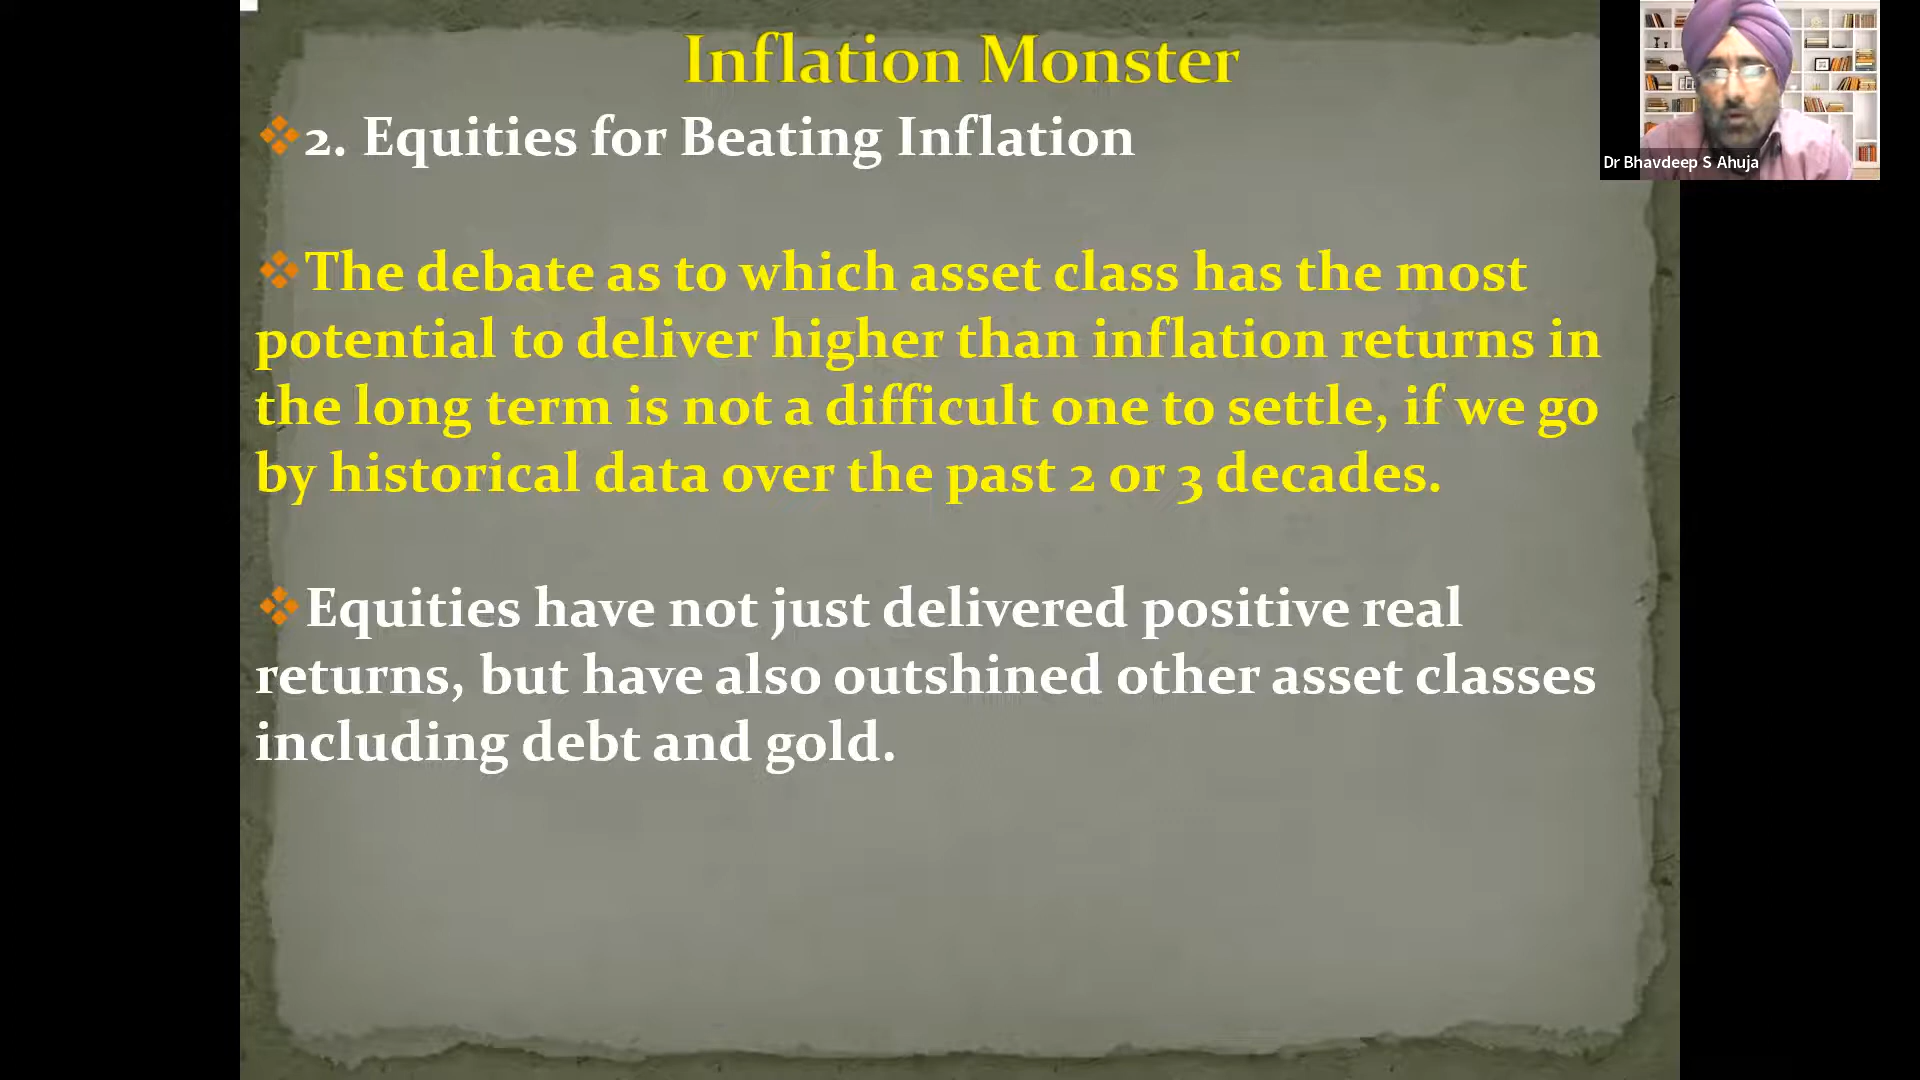 Inflation Monster
2. Equities for Beating Inflation
The debate as to which asset class has the most
potential to deliver higher than inflation returns in
the long term is not a difficult one to settle, if we go
by historical data over the past 2 or 3 decades.
Equities have not just delivered positive real
returns, but have also outshined other asset classes
including debt and gold.
Dr Bhavdeep S Ahuja